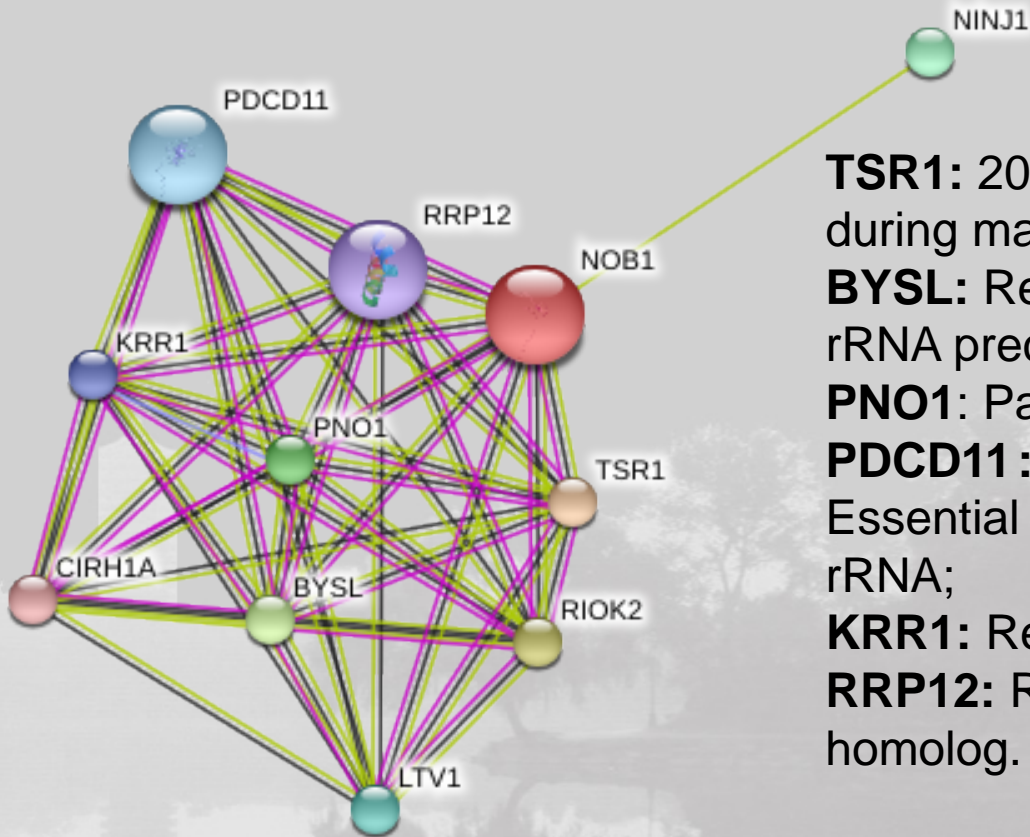 NINJ1
PDCD11
RRP12
NOB1
KRR1
PNO1
TSR1
CIRH1A
BYSL
RIOK2
LTV1
TSR1: 20
during ma
BYSL: Re
rRNA pred
PNO1: Pa
PDCD11:
Essential
rRNA;
KRR1: Re
RRP12: R
homolog.